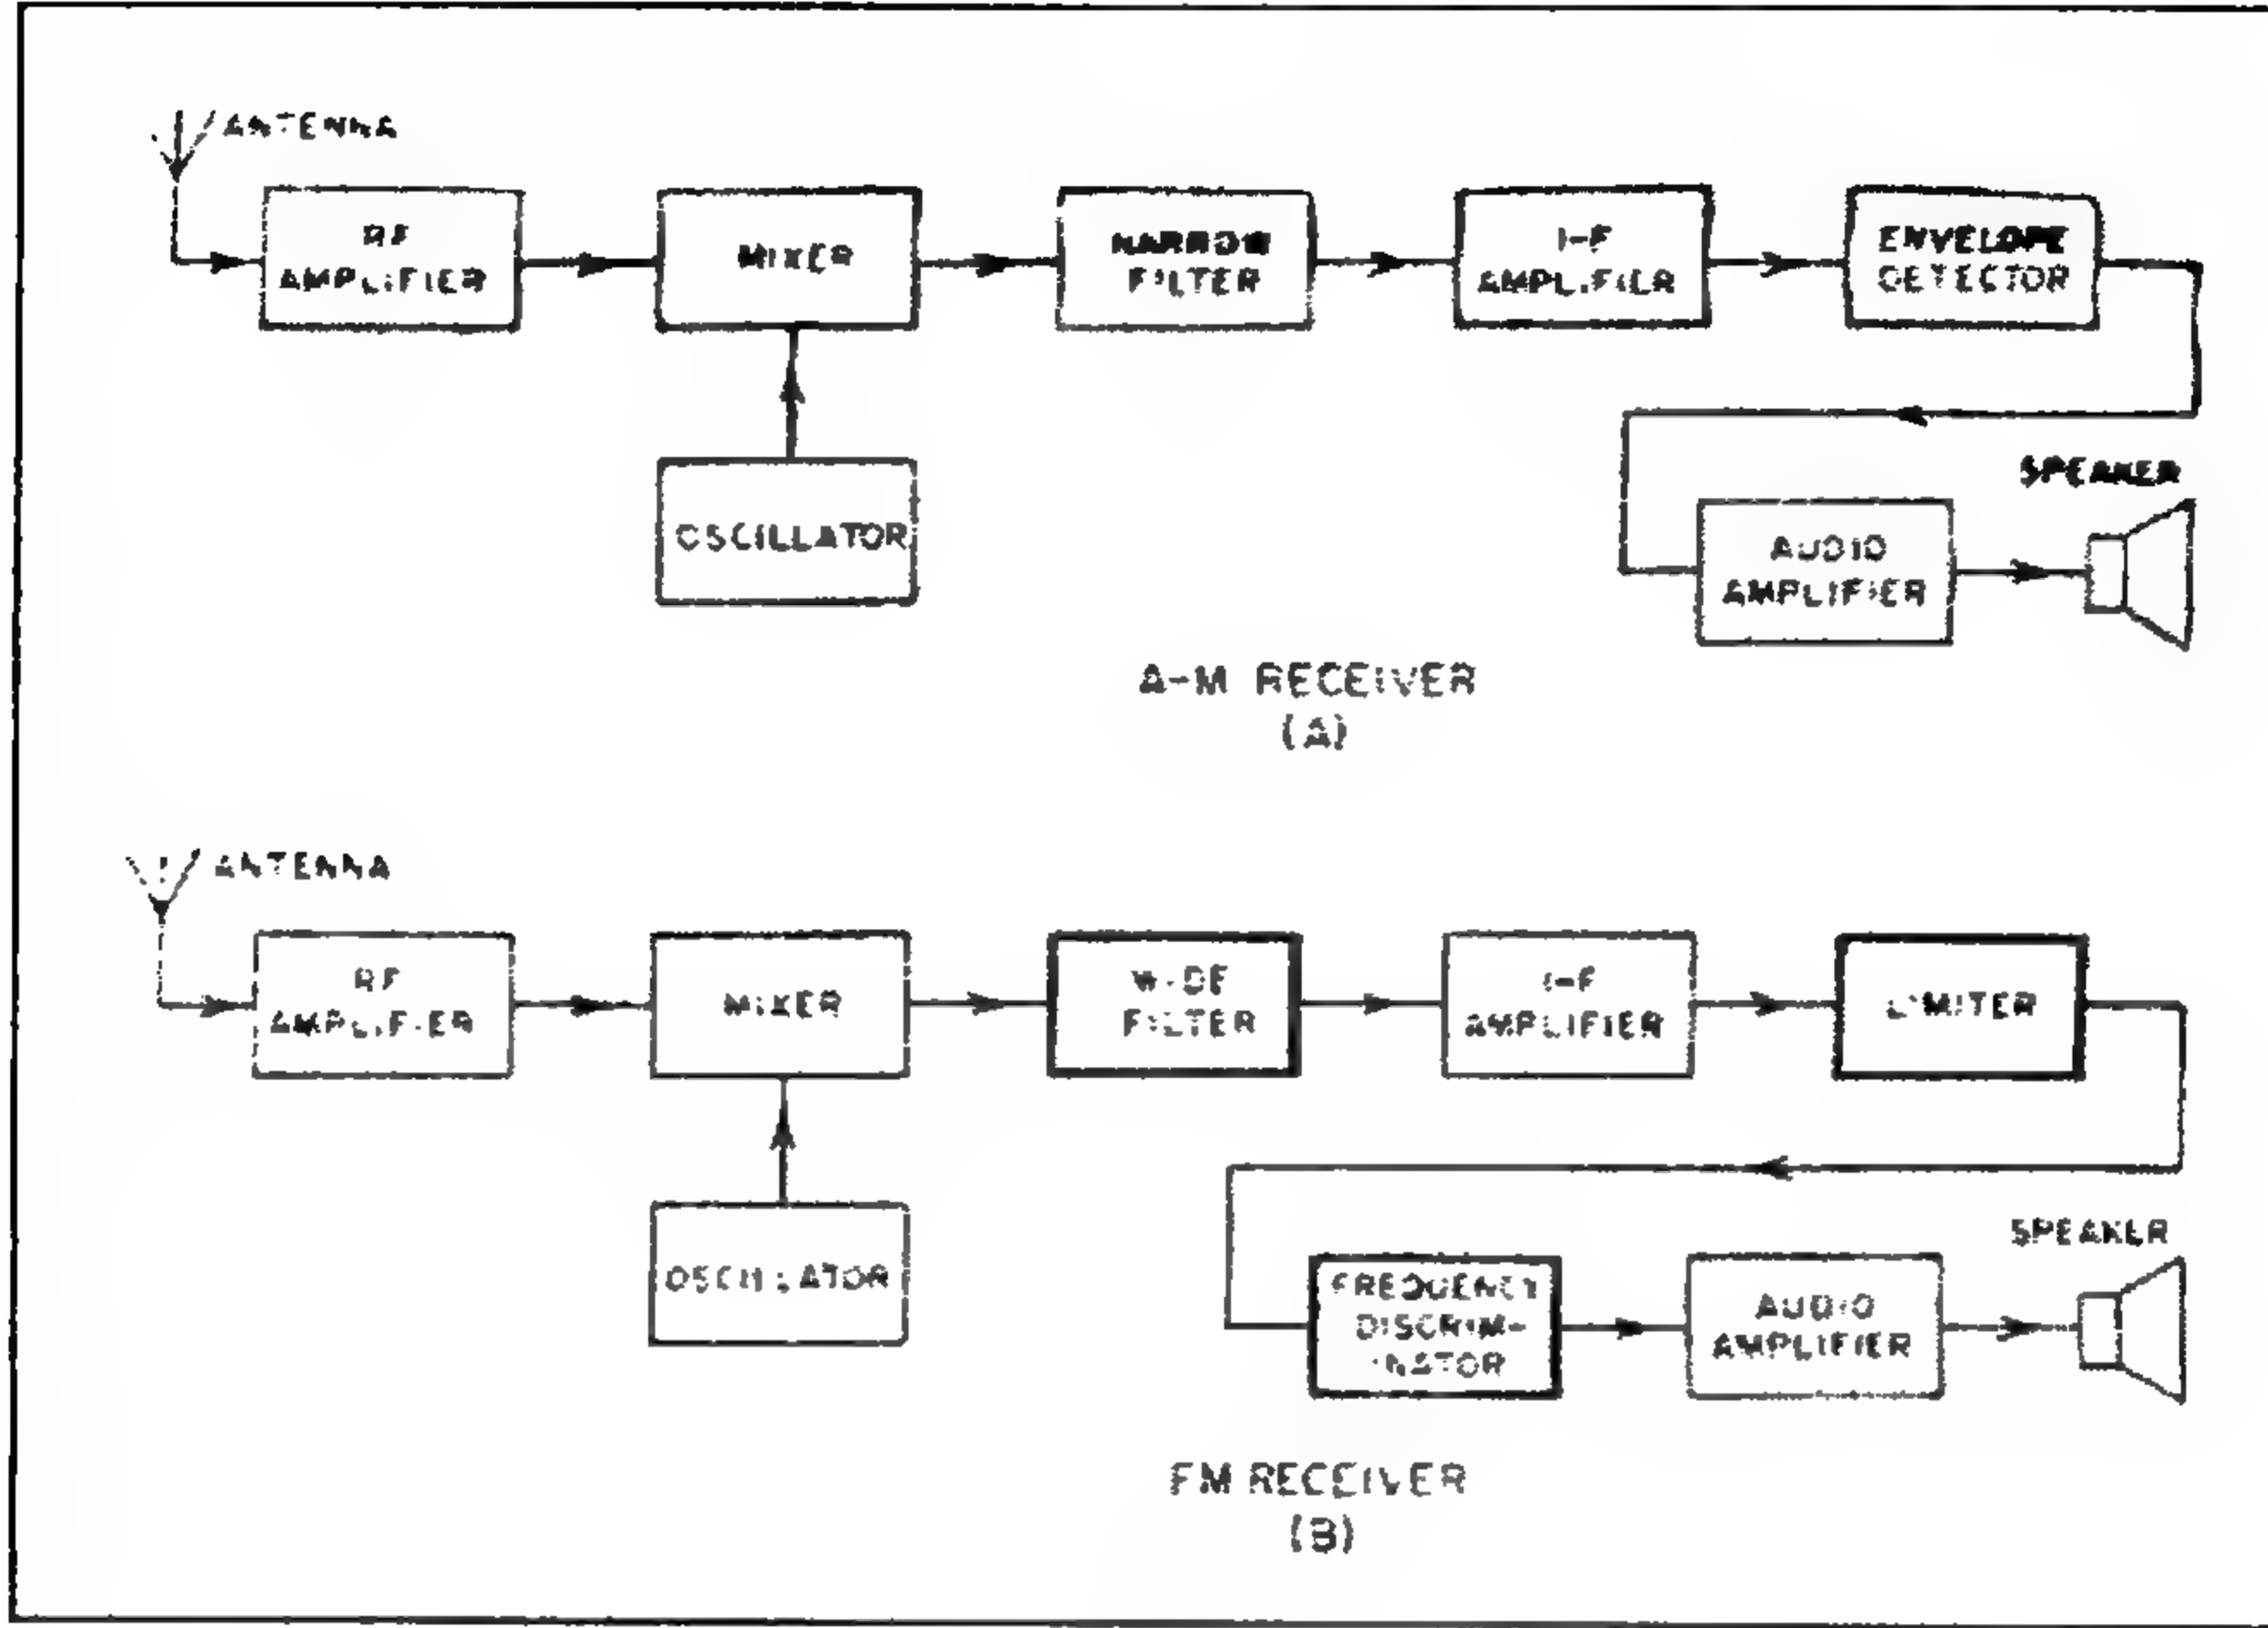 ANTENNA
RF
AMPLIFIER
MIXER
NARROW
FILTER
I-F
AMPLIFIER
ENVELOPE
DETECTOR
OSCILLATOR
SPEAKER
AUDIO
AMPLIFIER
A-M RECEIVER
(A)
ANTENNA
RF
AMPLIFIER
MIXER
WIDE
FILTER
I-F
AMPLIFIER
LIMITER
OSCILLATOR
SPEAKER
FREQUENCY
DISCRIM-
INATOR
AUDIO
AMPLIFIER
FM RECEIVER
(B)